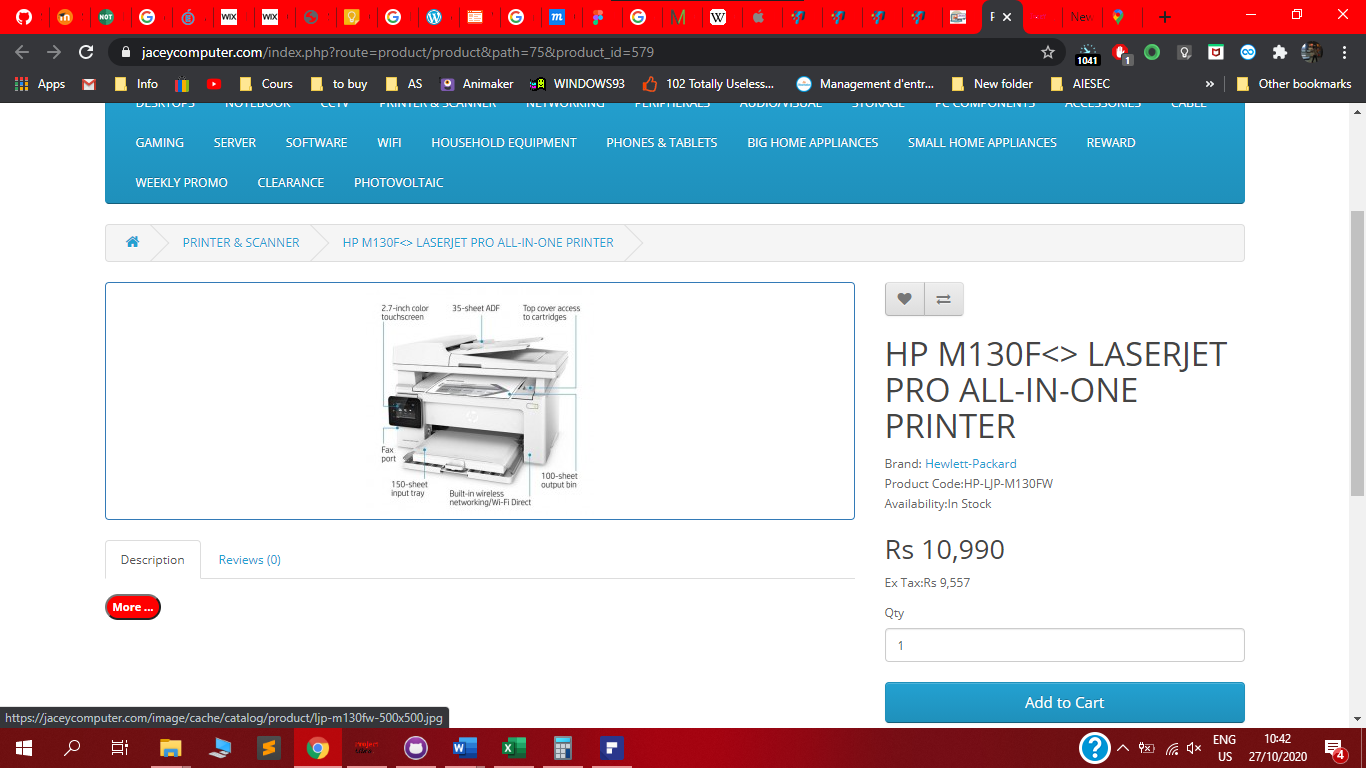 WIX
WIX
New
jaceycomputer.com/index.php?route=product/product&path=75&product_id=579
1041
1
Apps
Info
Cours
to buy
AS
Animaker
WINDOWS93
102 Totally Useless...
Management d'entr...
New folder
AIESEC
»
Other bookmarks
DESKTOPS NOTEBOOK CCTV PRINTER & SCANNER NETWORKING PERIPHERALS AUDIO/VISUAL STORAGE PC COMPONENTS ACCESSORIES CABLE
GAMING SERVER SOFTWARE WIFI HOUSEHOLD EQUIPMENT PHONES & TABLETS BIG HOME APPLIANCES SMALL HOME APPLIANCES REWARD
WEEKLY PROMO CLEARANCE PHOTOVOLTAIC
PRINTER & SCANNER
HP M130F<> LASERJET PRO ALL-IN-ONE PRINTER
2.7-inch color
touchscreen
35-sheet ADF
Top cover access
to cartridges
Fax
port
150-sheet
input tray
Built-in wireless
networking/Wi-Fi Direct
100-sheet
output bin
HP M130F<> LASERJET
PRO ALL-IN-ONE
PRINTER
Brand: Hewlett-Packard
Product Code:HP-LJP-M130FW
Availability:In Stock
Rs 10,990
Ex Tax:Rs 9,557
Qty
1
Add to Cart
Description
Reviews (0)
More ...
https://jaceycomputer.com/image/cache/catalog/product/ljp-m130fw-500x500.jpg
ENG
US
10:42
27/10/2020
4